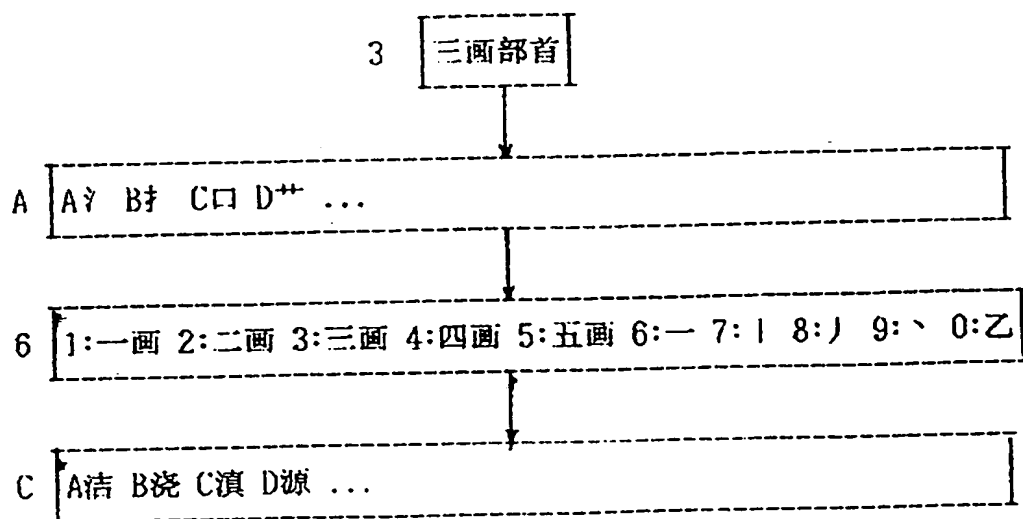 3 三画部首
A A氵 B扌 C口 D艹 ...
6 1:一画 2:二画 3:三画 4:四画 5:五画 6:一 7:丨 8:丿 9:丶 0:乙
C A洁 B浇 C滇 D源 ...